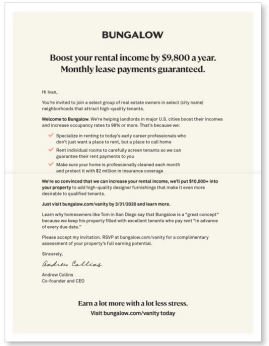 BUNGALOW
Boost your rental income by $9,800 a year.
Monthly lease payments guaranteed.
Hi Ivan,
You're invited to join a select group of real estate owners in select {city name}
neighborhoods that attract high-quality tenants.
Welcome to Bungalow. We're helping landlords in major U.S. cities boost their incomes
and increase occupancy rates to 98% or more. That's because we:
Specialize in renting to today's early career professionals who
don't just want a place to rent, but a place to call home
Rent individual rooms to carefully screen tenants so we can
guarantee their rent payments to you
Make sure your home is professionally cleaned each month
and protect it with $2 million in insurance coverage
We're so convinced that we can increase your rental income, we'll put $10,000+ into
your property to add high-quality designer furnishings that make it even more
desirable to qualified tenants.
Just visit bungalow.com/vanity by 3/31/2020 and learn more.
Learn why homeowners like Tom in San Diego say that Bungalow is a "great concept"
because we keep his property filled with excellent tenants who pay rent "in advance
of every due date."
Please accept my invitation. RSVP at bungalow.com/vanity for a complimentary
assessment of your property's full earning potential.
Sincerely,
Andrew Collins
Andrew Collins
Co-founder and CEO
Earn a lot more with a lot less stress.
Visit bungalow.com/vanity today